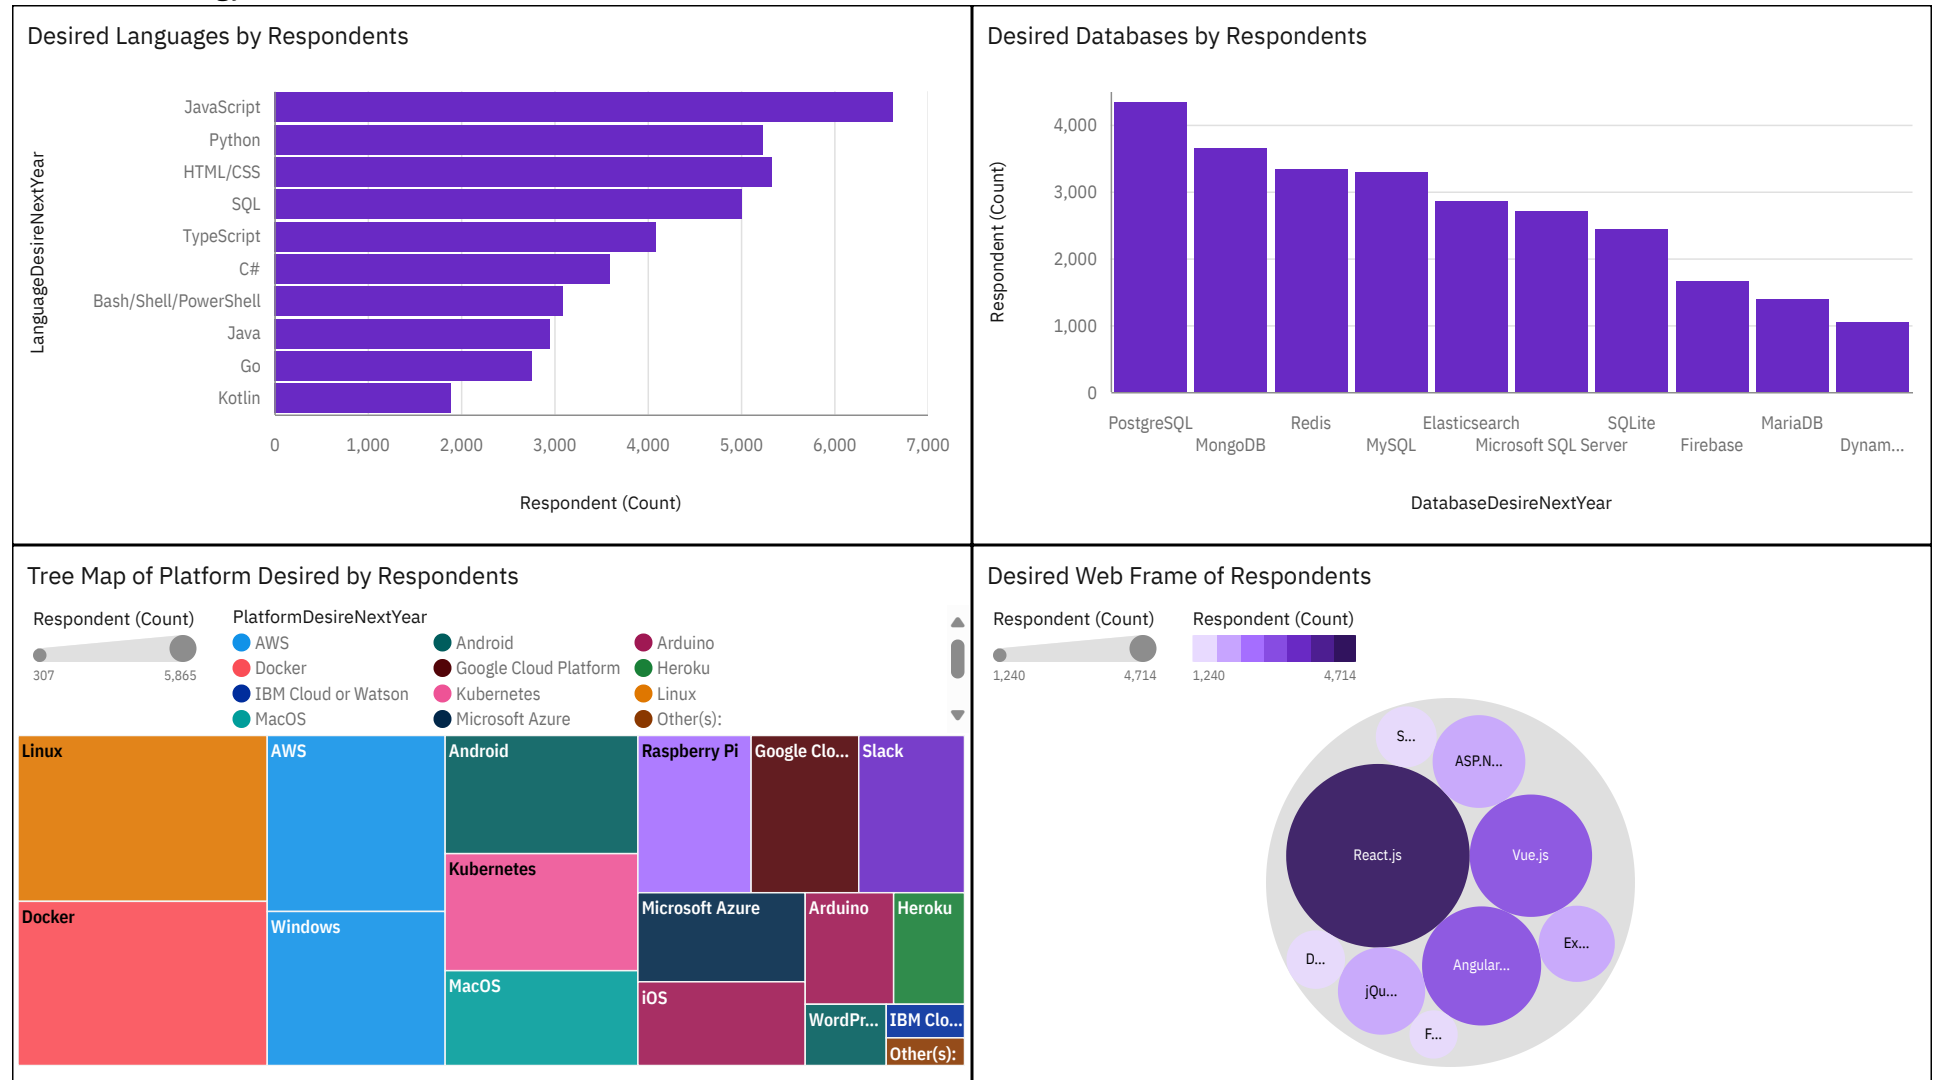 Desired Languages by Respondents
LanguageDesireNextYear
JavaScript
Python
HTML/CSS
SQL
TypeScript
C#
Bash/Shell/PowerShell
Java
Go
Kotlin
0 1,000 2,000 3,000 4,000 5,000 6,000 7,000
Respondent (Count)
Desired Databases by Respondents
Respondent (Count)
4,000
3,000
2,000
1,000
0
PostgreSQL Redis Elasticsearch SQLite MariaDB
MongoDB MySQL Microsoft SQL Server Firebase Dynam...
DatabaseDesireNextYear
Tree Map of Platform Desired by Respondents
Respondent (Count)
307 5,865
PlatformDesireNextYear
AWS Android Arduino
Docker Google Cloud Platform Heroku
IBM Cloud or Watson Kubernetes Linux
MacOS Microsoft Azure Other(s):
Linux AWS Android Raspberry Pi Google Clo... Slack
Kubernetes
Docker Windows Microsoft Azure Arduino Heroku
MacOS iOS
WordPr... IBM Clo...
Other(s):
Desired Web Frame of Respondents
Respondent (Count) Respondent (Count)
1,240 4,714 1,240 4,714
S...
ASP.N...
React.js Vue.js
Ex...
D... Angular...
jQu...
F...